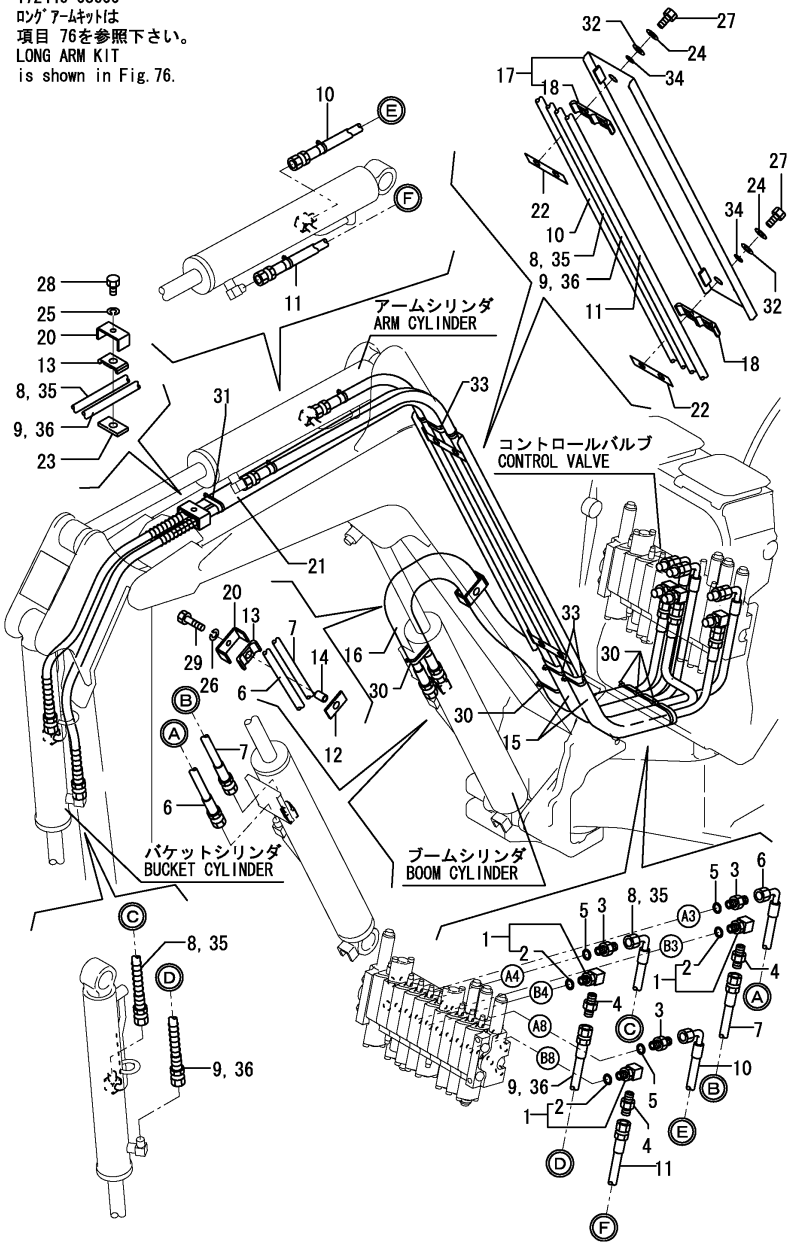 ロングアームキットは
項目 76を参照下さい。
LONG ARM KIT
is shown in Fig. 76.
10
E
F
11
32
27
24
17
34
18
27
24
34
22
10
8, 35
9, 36
11
32
18
22
28
25
20
13
8, 35
9, 36
23
31
アームシリンダ
ARM CYLINDER
33
コントロールバルブ
CONTROL VALVE
21
20
13
7
16
14
29
26
6
30
12
33
30
30
15
B
A
7
6
バケットシリンダ
BUCKET CYLINDER
ブームシリンダ
BOOM CYLINDER
C
8, 35
D
9, 36
5
3
6
A3
5
3
8, 35
1
2
A4
B3
2
1
4
B4
4
A
C
3
7
A8
B8
9, 36
10
B
2
1
5
E
4
D
11
F